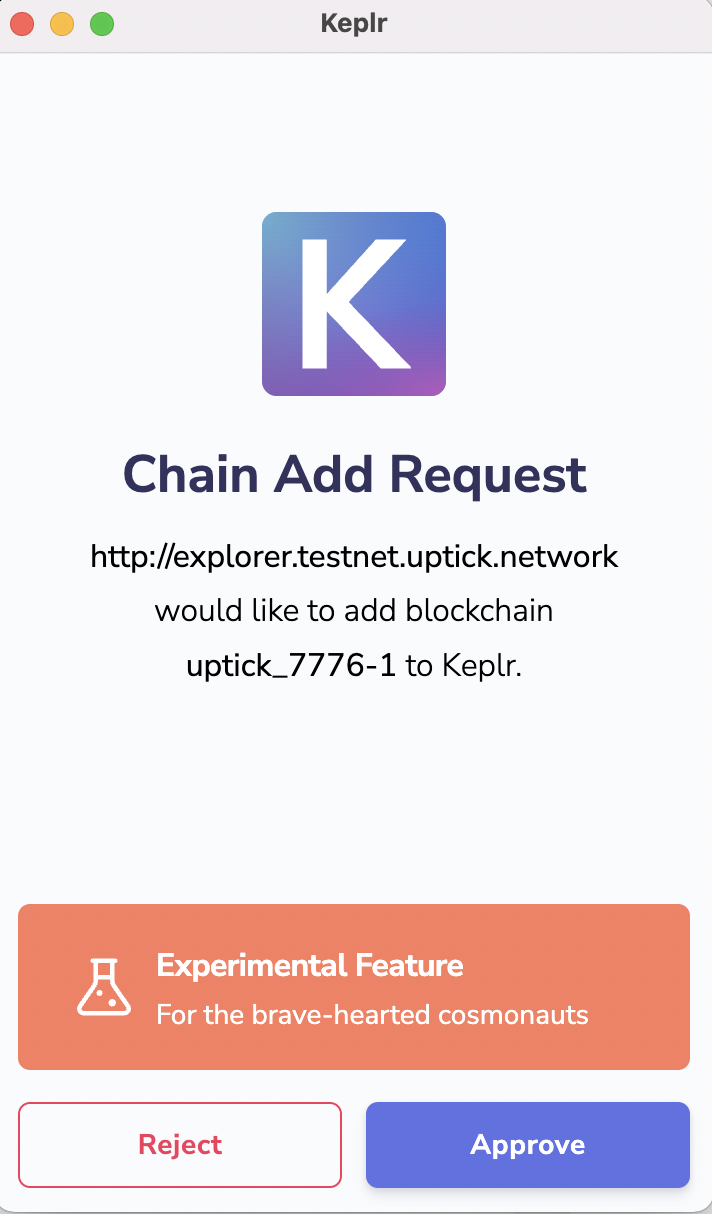 Keplr
K
Chain Add Request
http://explorer.testnet.uptick.network
would like to add blockchain
uptick_7776-1 to Keplr.
Experimental Feature
For the brave-hearted cosmonauts
Reject
Approve